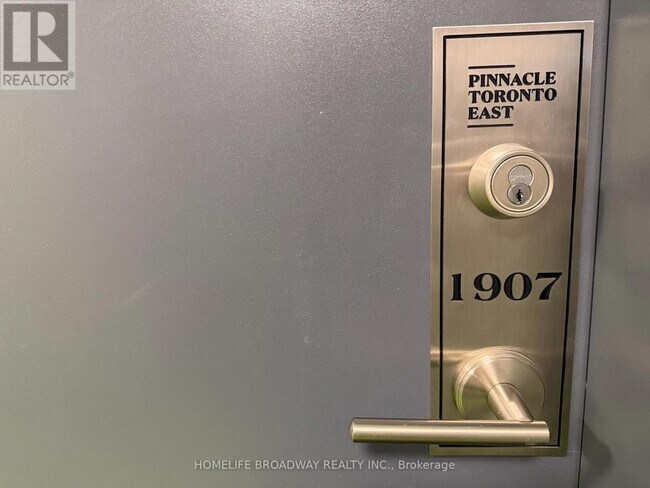 R
REALTOR®
PINNACLE
TORONTO
EAST
1907
HOMELIFE BROADWAY REALTY INC., Brokerage